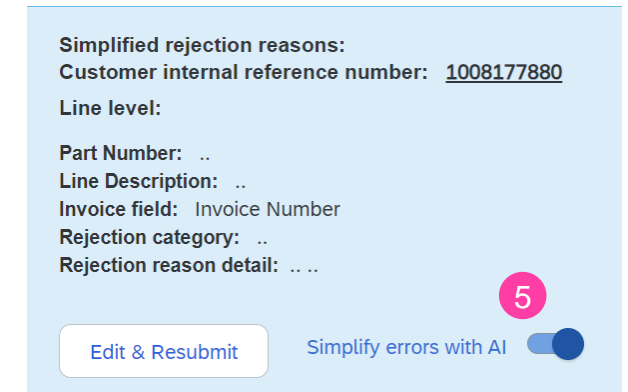 Simplified rejection reasons:
Customer internal reference number: 1008177880
Line level:
Part Number: ..
Line Description: ..
Invoice field: Invoice Number
Rejection category: ..
Rejection reason detail: .. ..
5
Edit & Resubmit
Simplify errors with AI